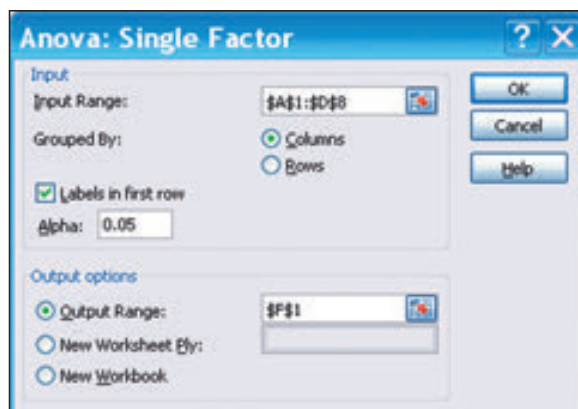 Anova: Single Factor
Input
Input Range: $A$1:$D$8
Grouped By: Columns
Rows
Labels in first row
Alpha: 0.05
OK
Cancel
Help
Output options
Output Range: $F$1
New Worksheet Ply:
New Workbook